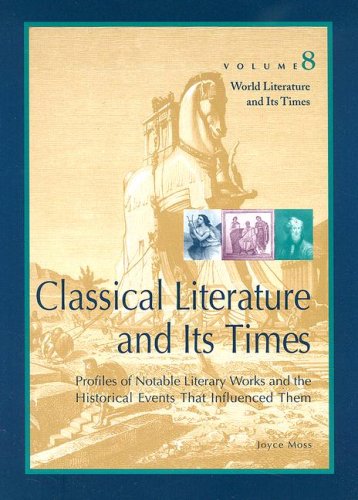 VOLUME 8
World Literature
and Its Times
Classical Literature
and Its Times
Profiles of Notable Literary Works and the
Historical Events That Influenced Them
Joyce Moss